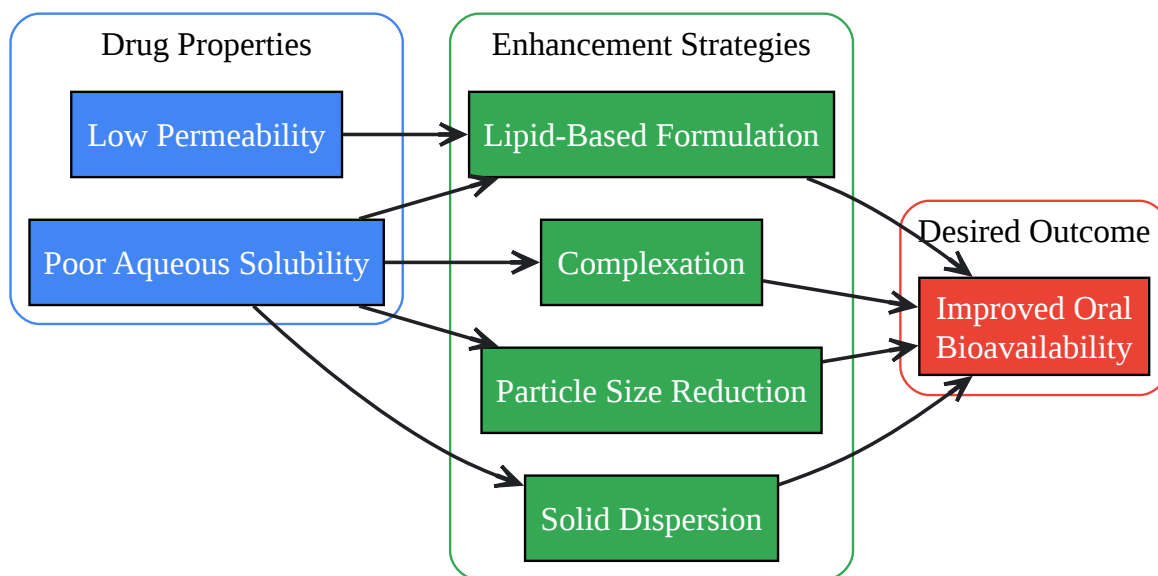 Drug Properties
Low Permeability
Poor Aqueous Solubility
Enhancement Strategies
Lipid-Based Formulation
Complexation
Particle Size Reduction
Solid Dispersion
Desired Outcome
Improved Oral
Bioavailability